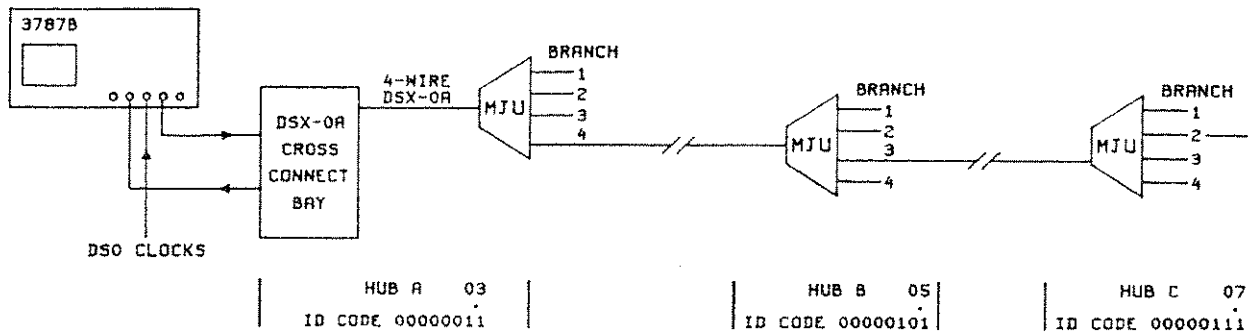 3787B
DSX-0A
CROSS
CONNECT
BAY
DS0 CLOCKS
4-WIRE
DSX-0A
MJU
BRANCH
1
2
3
4
MJU
BRANCH
1
2
3
4
MJU
BRANCH
1
2
3
4
HUB A 03
ID CODE 00000011
HUB B 05
ID CODE 00000101
HUB C 07
ID CODE 00000111